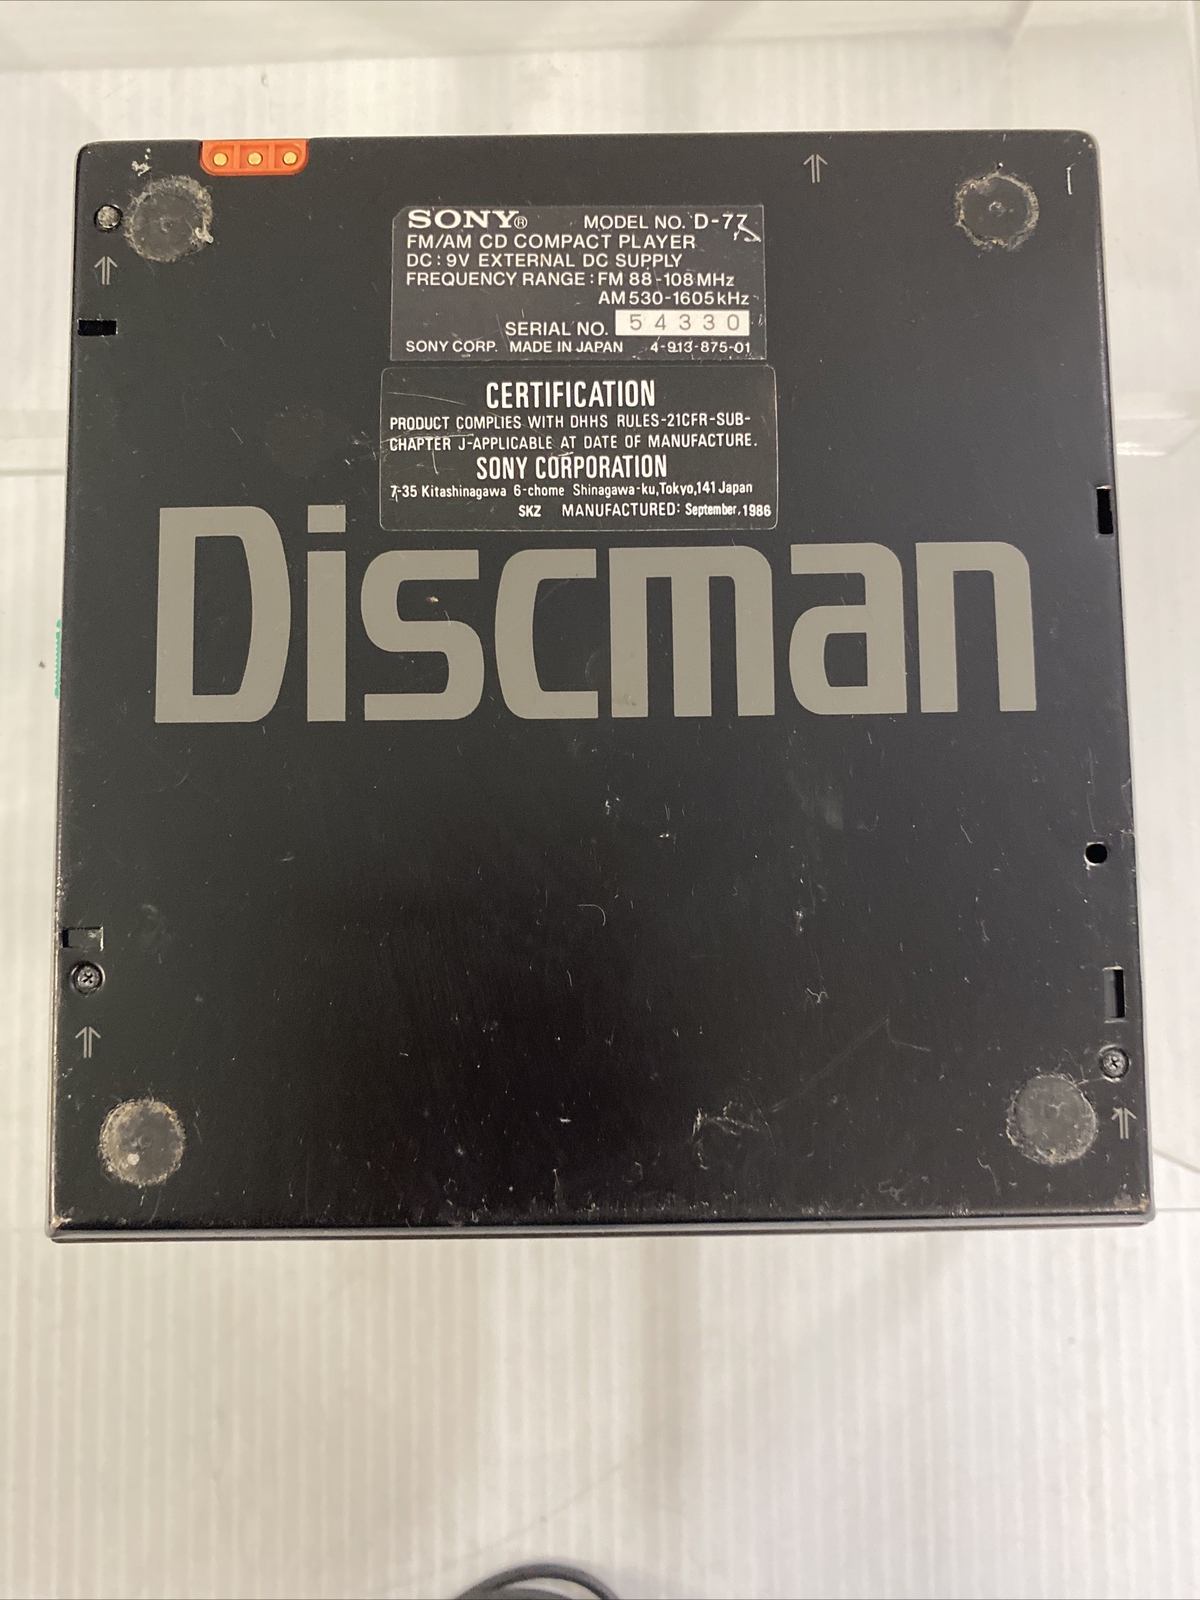 SONY® MODEL NO. D-77
FM/AM CD COMPACT PLAYER
DC: 9V EXTERNAL DC SUPPLY
FREQUENCY RANGE: FM 88-108 MHz
AM 530-1605 kHz
SERIAL NO. 54330
SONY CORP. MADE IN JAPAN 4-913-875-01
CERTIFICATION
PRODUCT COMPLIES WITH DHHS RULES-21CFR-SUB-
CHAPTER J-APPLICABLE AT DATE OF MANUFACTURE.
SONY CORPORATION
7-35 Kitashinagawa 6-chome Shinagawa-ku, Tokyo, 141 Japan
SKZ MANUFACTURED: September, 1986
Discman